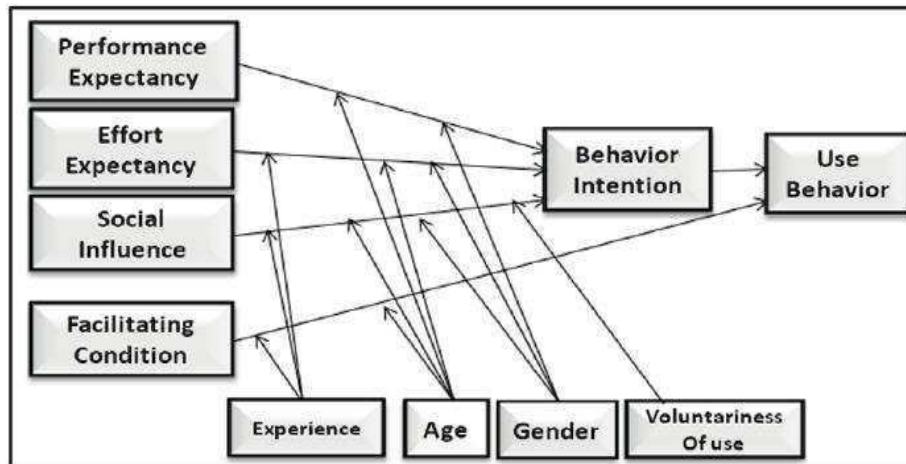 Performance
Expectancy
Effort
Expectancy
Social
Influence
Facilitating
Condition
Behavior
Intention
Use
Behavior
Experience
Age
Gender
Voluntariness
Of use